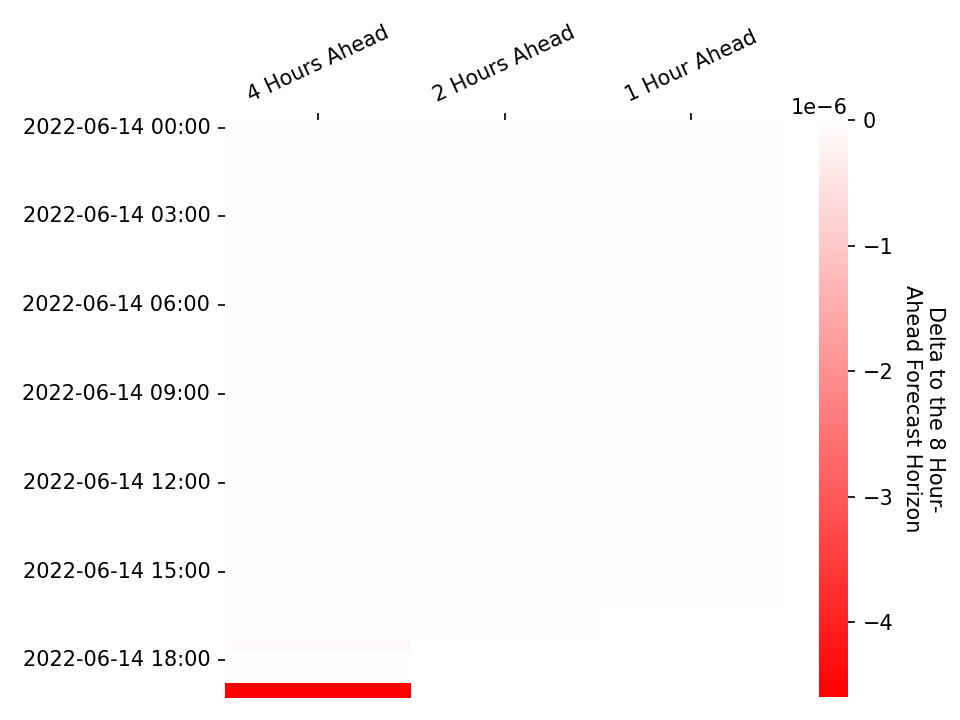 4 Hours Ahead
2 Hours Ahead
1 Hour Ahead
1e−6
2022-06-14 00:00
2022-06-14 03:00
2022-06-14 06:00
2022-06-14 09:00
2022-06-14 12:00
2022-06-14 15:00
2022-06-14 18:00
0
−1
−2
−3
−4
Delta to the 8 Hour-
Ahead Forecast Horizon